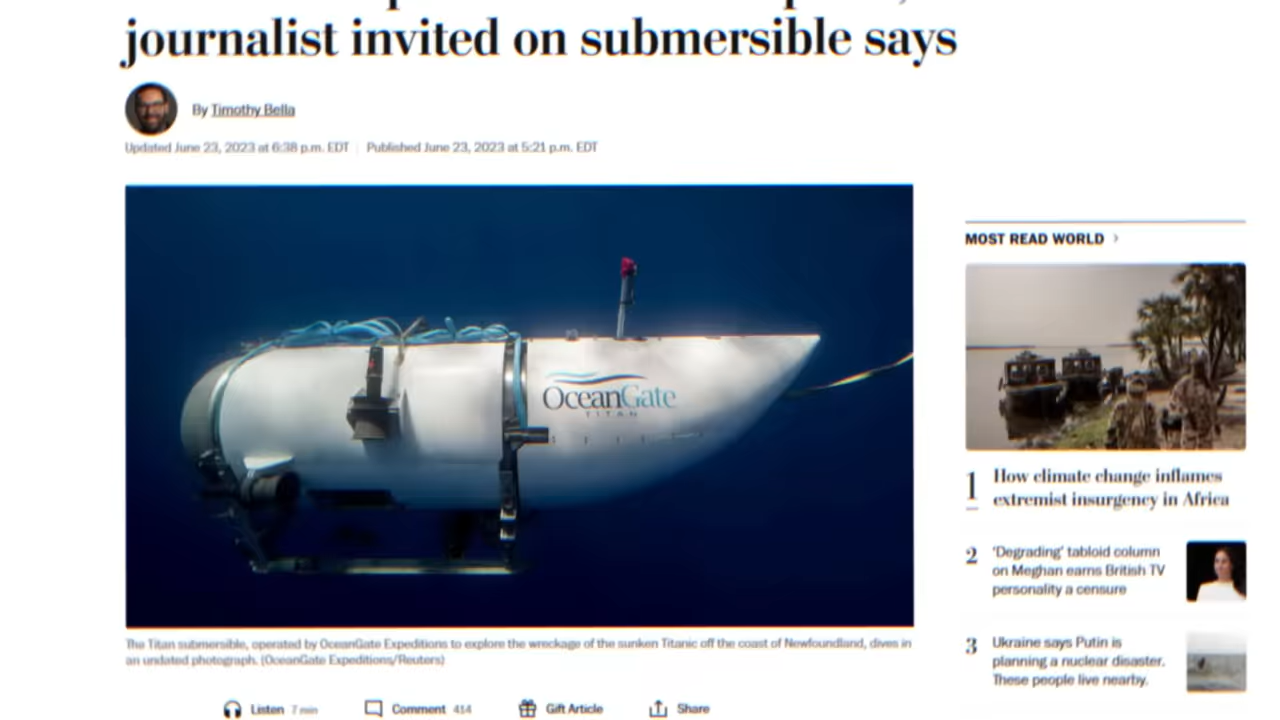 journalist invited on submersible says
By Timothy Bella
Updated June 23, 2023 at 6:38 p.m. EDT | Published June 23, 2023 at 5:21 p.m. EDT
OceanGate
TITAN
The Titan submersible, operated by OceanGate Expeditions to explore the wreckage of the sunken Titanic off the coast of Newfoundland, dives in
an undated photograph. (OceanGate Expeditions/Reuters)
Listen 7 min
Comment 414
Gift Article
Share
MOST READ WORLD >
1
How climate change inflames
extremist insurgency in Africa
2
'Degrading' tabloid column
on Meghan earns British TV
personality a censure
3
Ukraine says Putin is
planning a nuclear disaster.
These people live nearby.